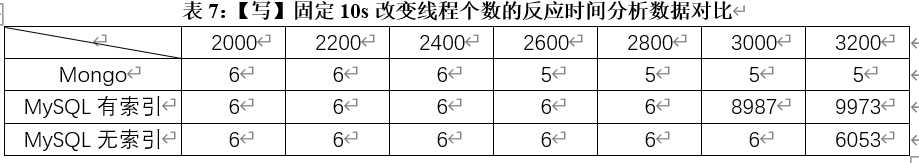 表 7：【写】固定 10s 改变线程个数的反应时间分析数据对比
2000 2200 2400 2600 2800 3000 3200
Mongo 6 6 6 5 5 5 5
MySQL 有索引 6 6 6 6 6 8987 9973
MySQL 无索引 6 6 6 6 6 6 6053